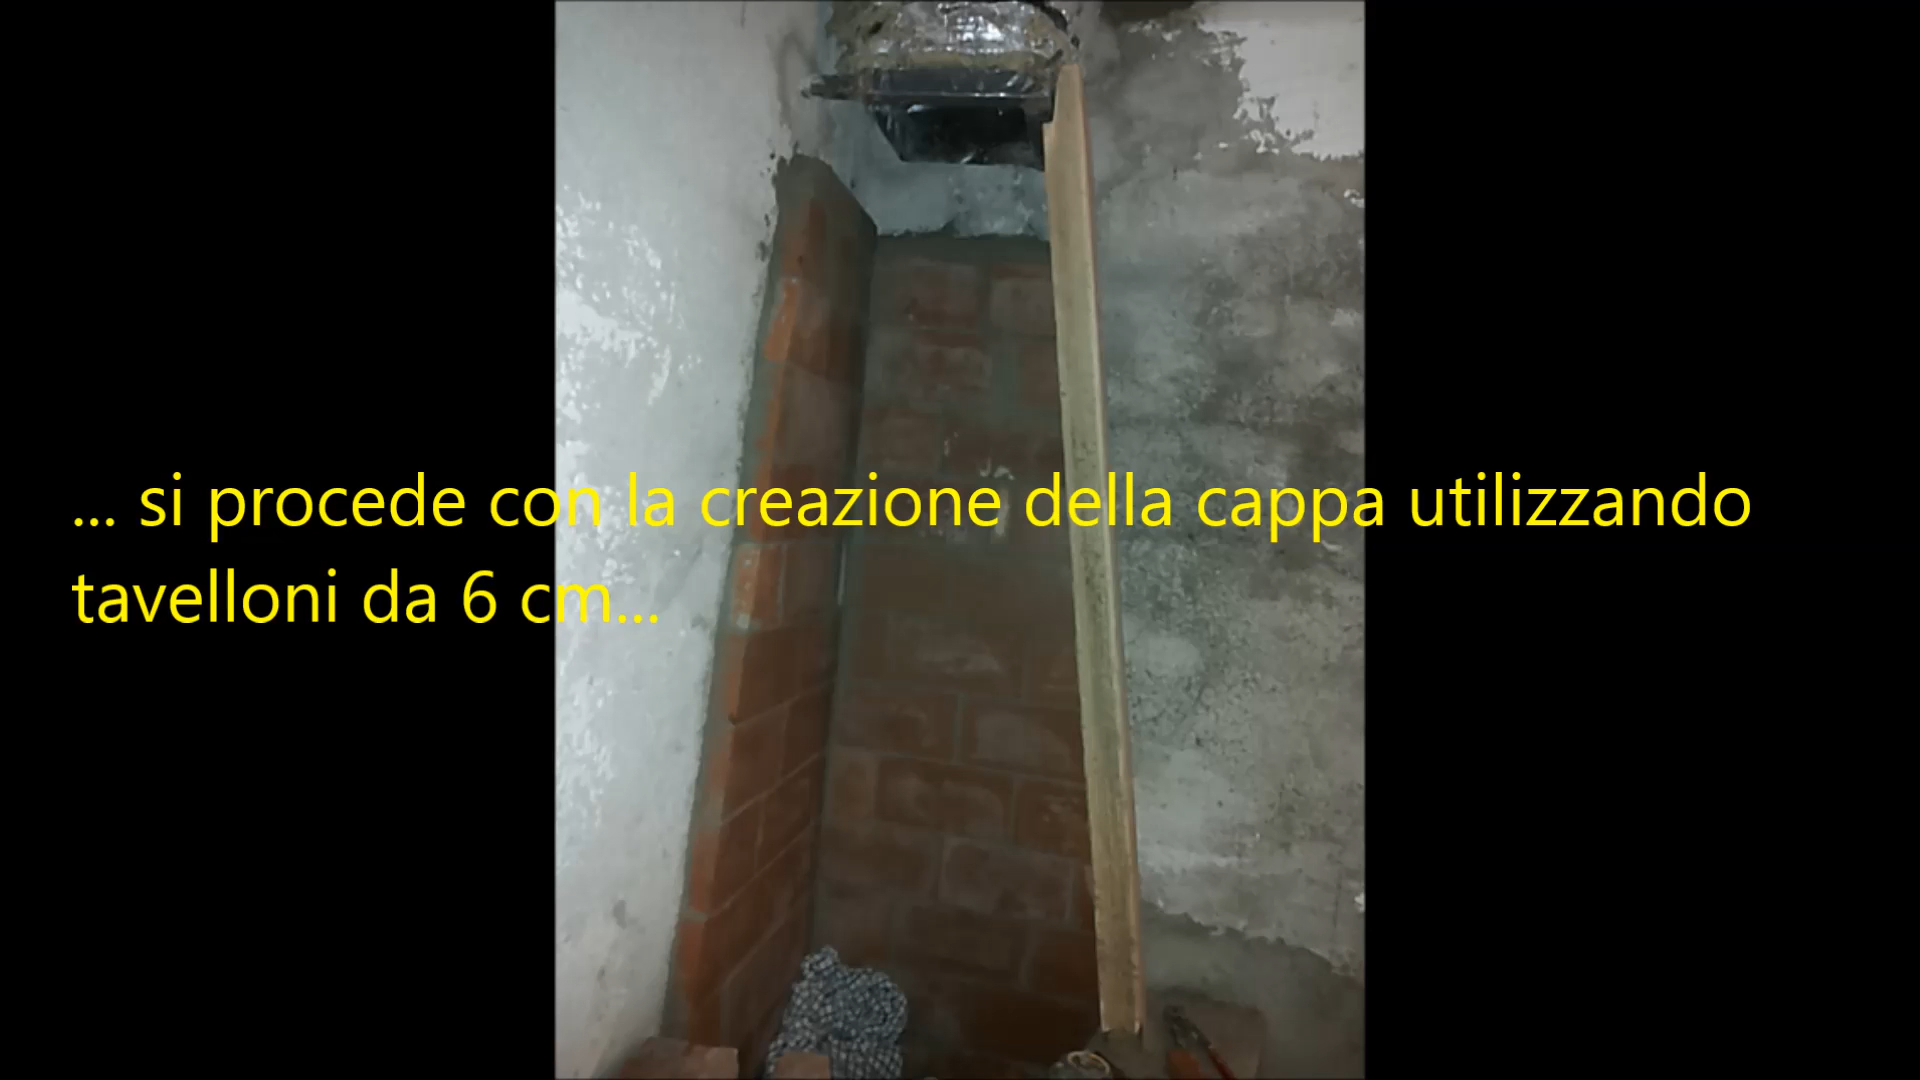 ... si procede con la creazione della cappa utilizzando
tavelloni da 6 cm...